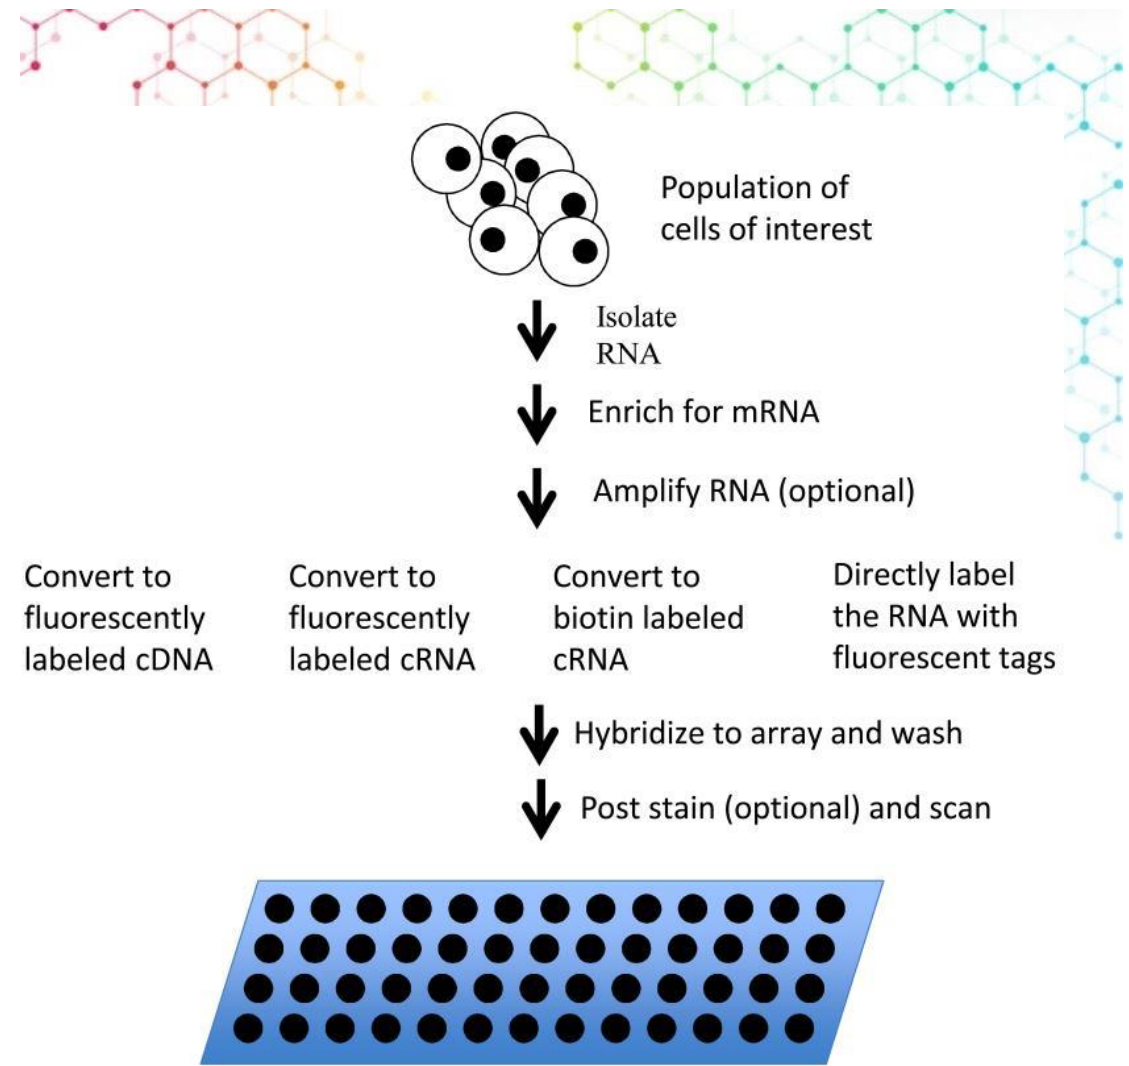 Population of
cells of interest
Isolate
RNA
Enrich for mRNA
Amplify RNA (optional)
Convert to
fluorescently
labeled cDNA
Convert to
fluorescently
labeled cRNA
Convert to
biotin labeled
cRNA
Directly label
the RNA with
fluorescent tags
Hybridize to array and wash
Post stain (optional) and scan